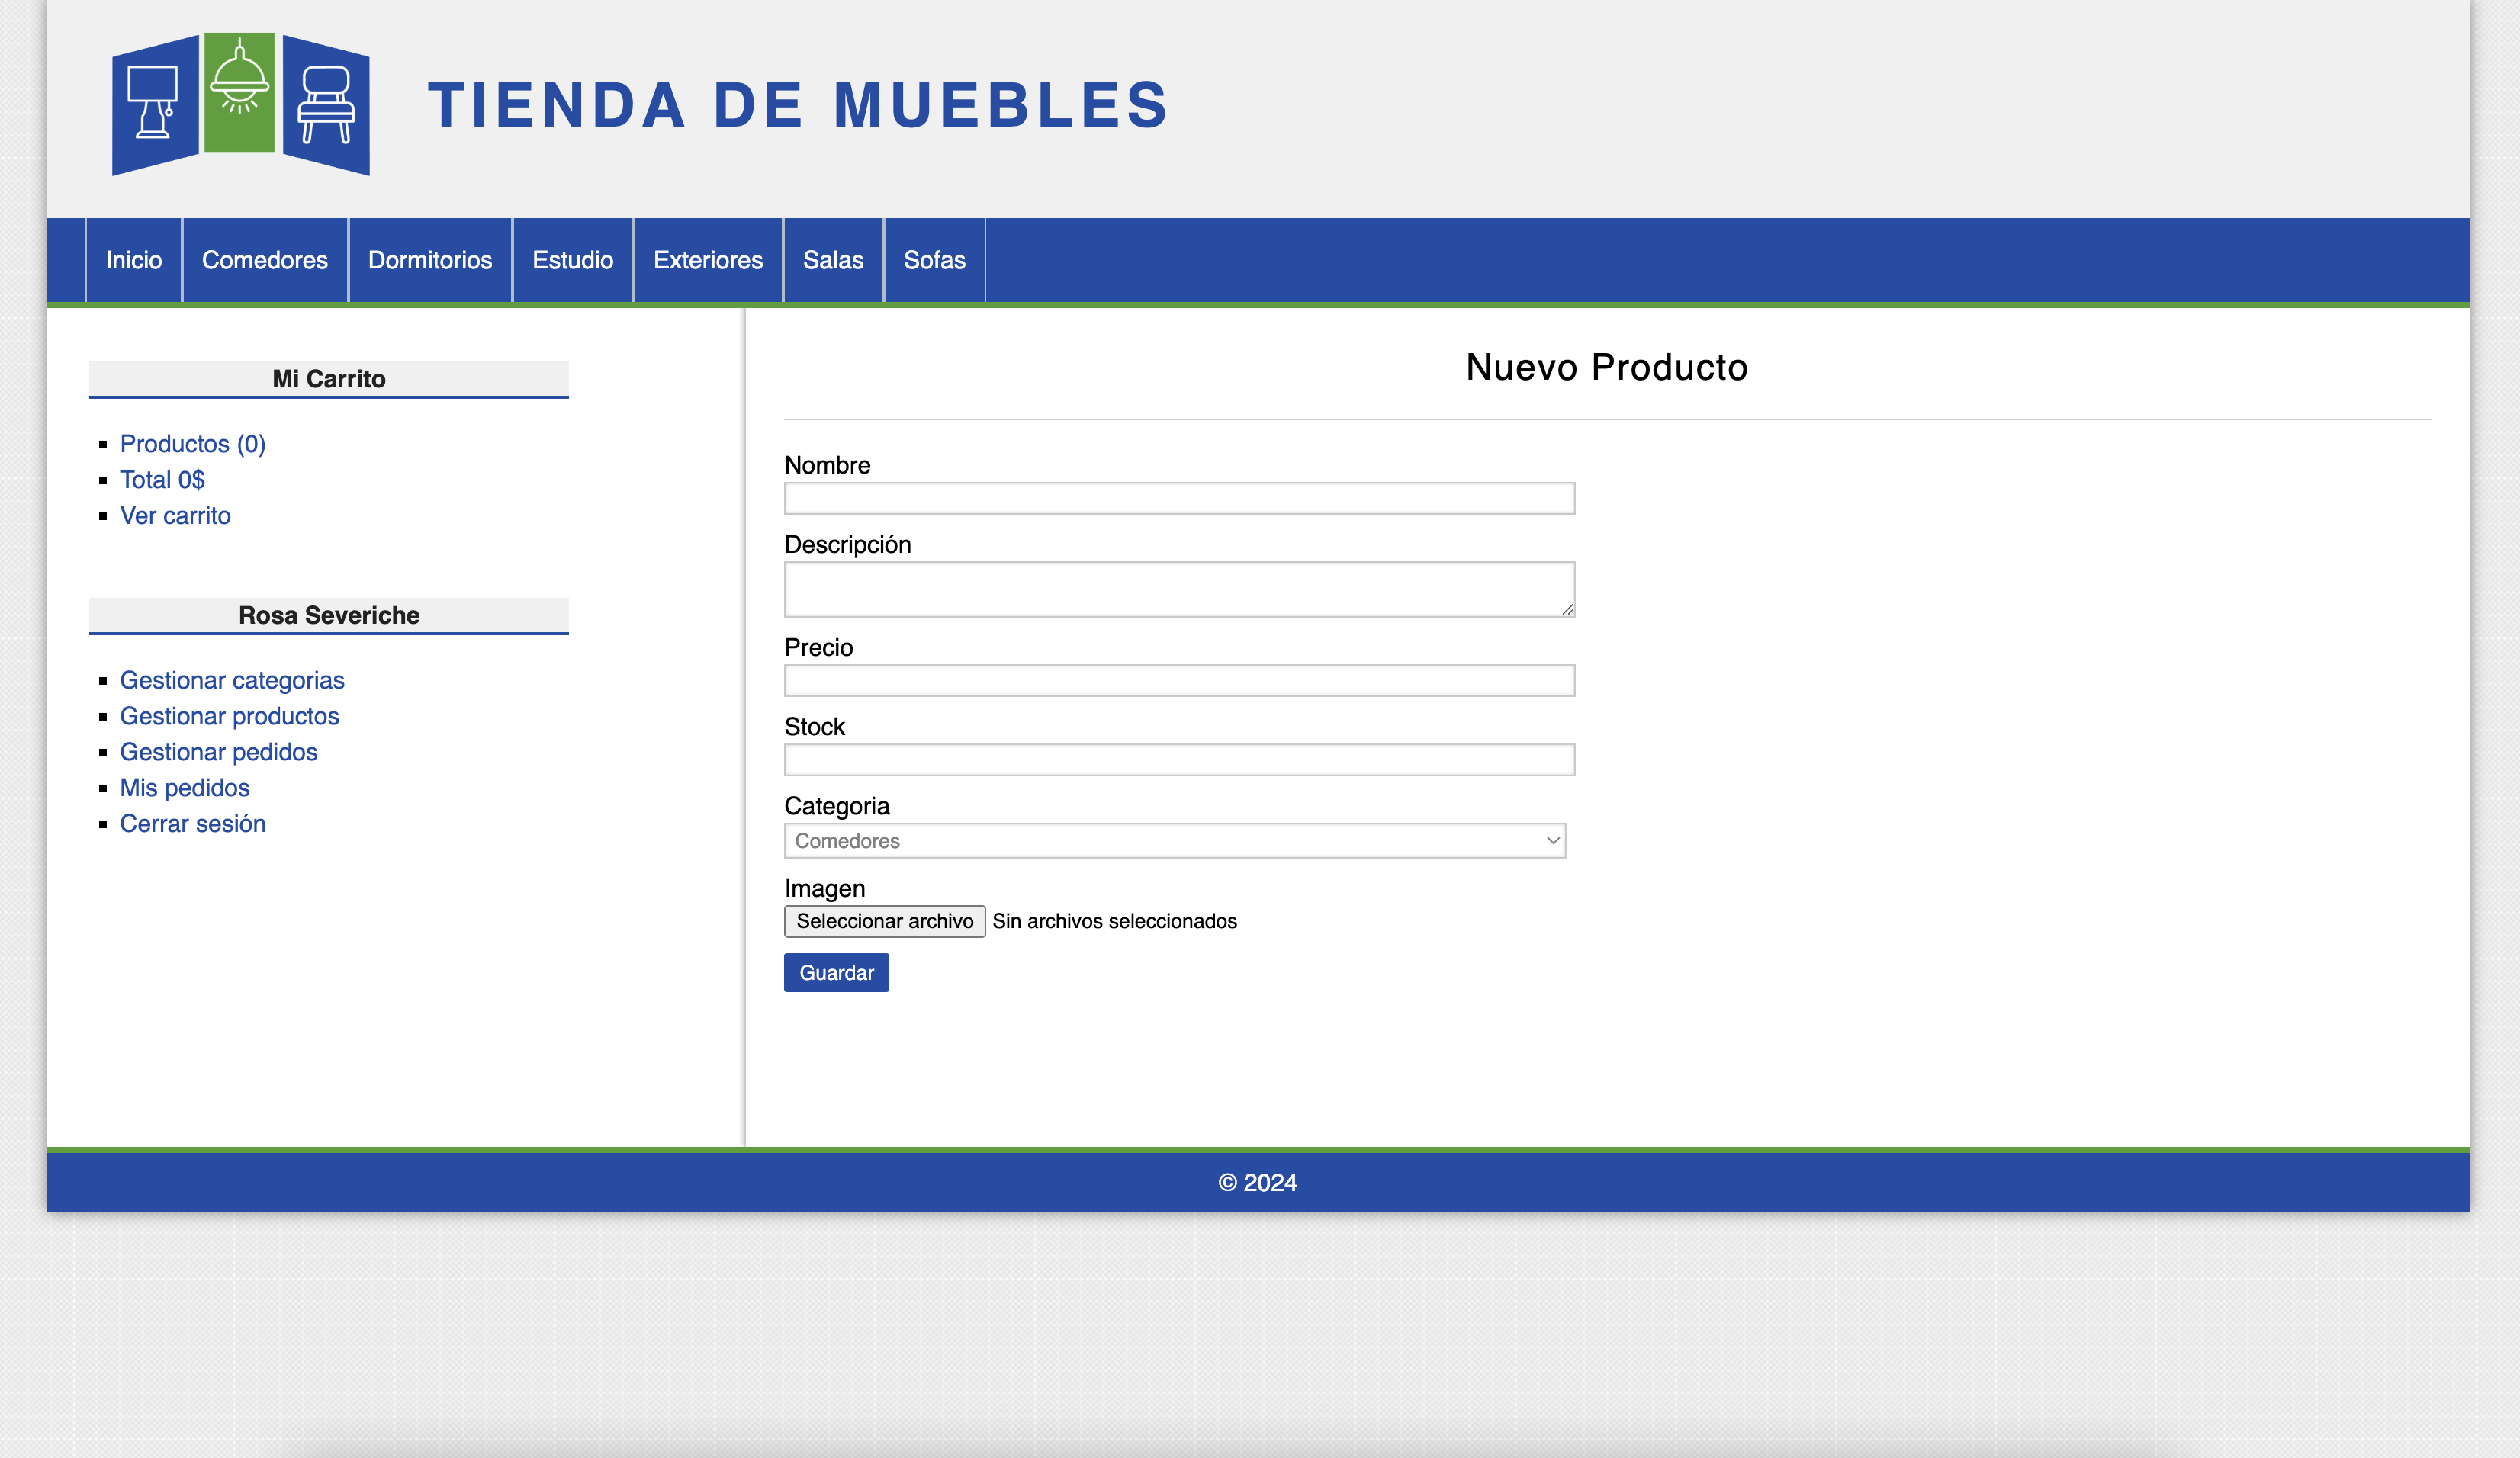 TIENDA DE MUEBLES
Inicio Comedores Dormitorios Estudio Exteriores Salas Sofas
Mi Carrito
Productos (0)
Total 0$
Ver carrito
Rosa Severiche
Gestionar categorias
Gestionar productos
Gestionar pedidos
Mis pedidos
Cerrar sesión
Nuevo Producto
Nombre
Descripción
Precio
Stock
Categoria
Comedores
Imagen
Seleccionar archivo Sin archivos seleccionados
Guardar
© 2024